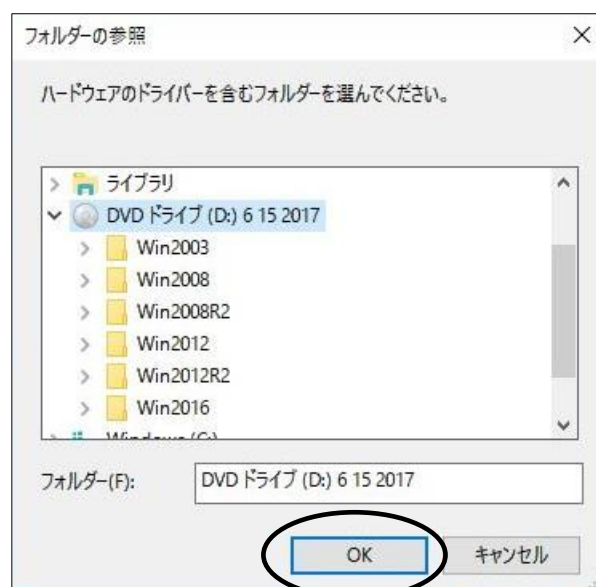 フォルダーの参照
ハードウェアのドライバーを含むフォルダーを選んでください。
ライブラリ
DVD ドライブ (D:) 6 15 2017
Win2003
Win2008
Win2008R2
Win2012
Win2012R2
Win2016
Windows (C:)
フォルダー(F): DVD ドライブ (D:) 6 15 2017
OK キャンセル